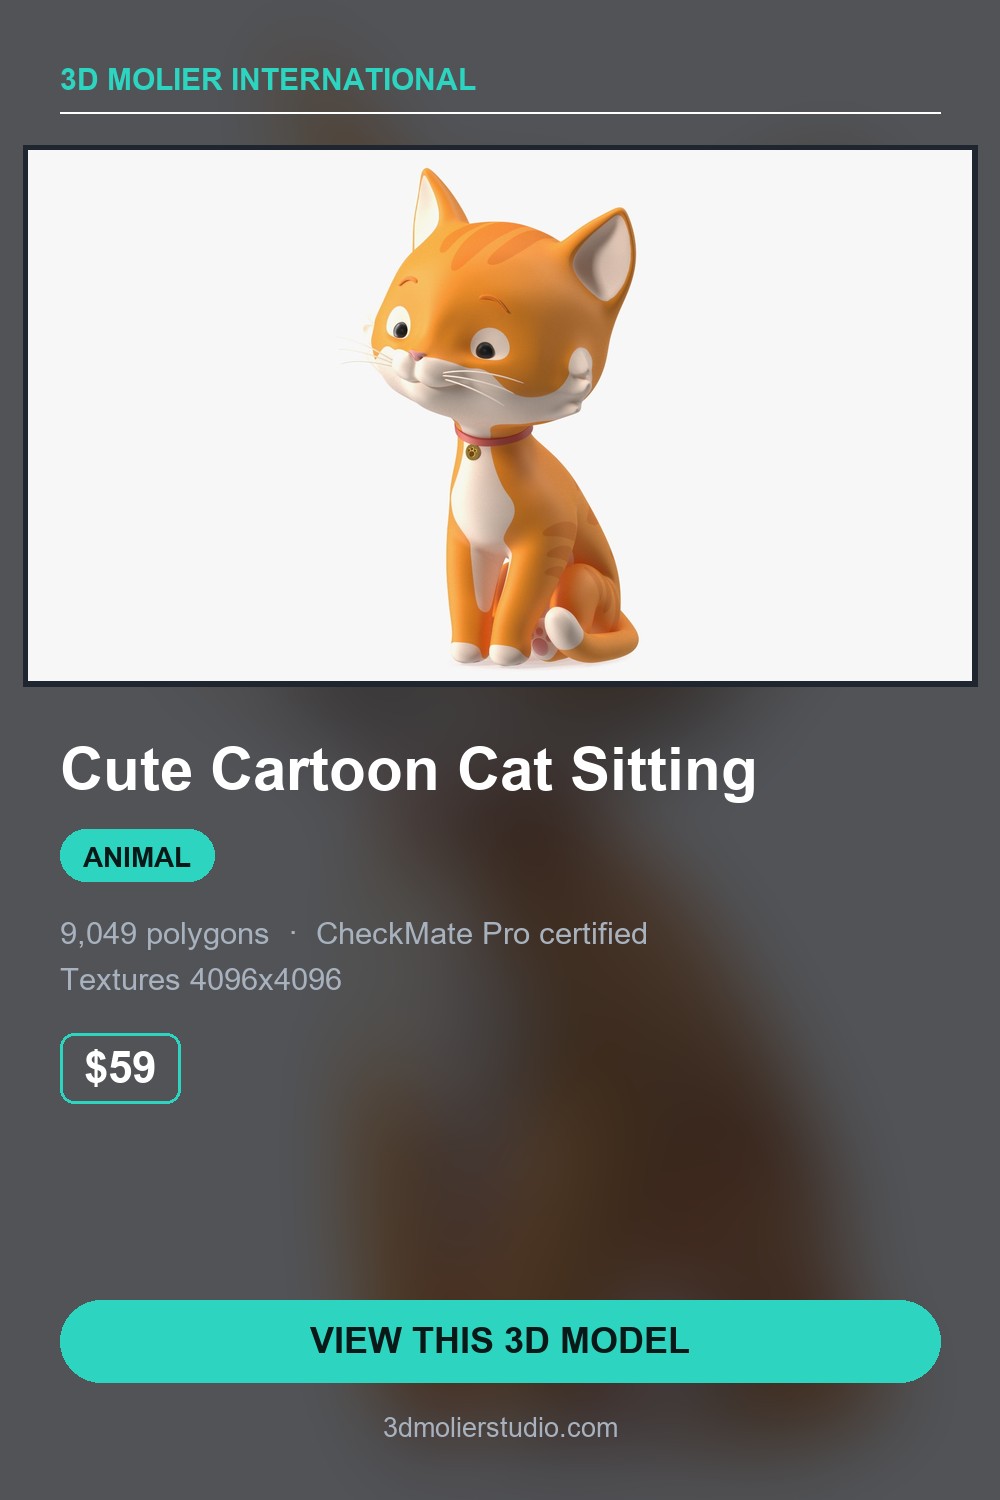 3D MOLIER INTERNATIONAL
Cute Cartoon Cat Sitting
ANIMAL
9,049 polygons · CheckMate Pro certified
Textures 4096x4096
$59
VIEW THIS 3D MODEL
3dmolierstudio.com